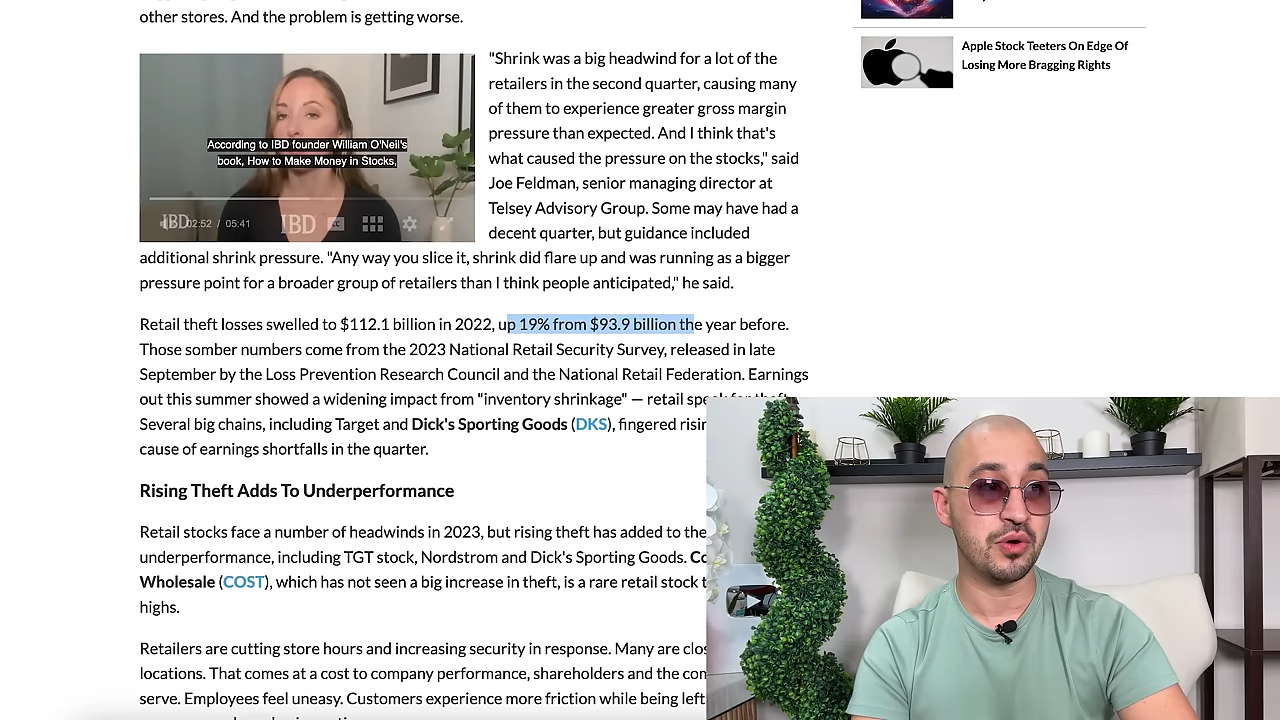 other stores. And the problem is getting worse.
According to IBD founder William O'Neil's
book, How to Make Money in Stocks,
IBD 02:52 / 05:41 IBD
"Shrink was a big headwind for a lot of the
retailers in the second quarter, causing many
of them to experience greater gross margin
pressure than expected. And I think that's
what caused the pressure on the stocks," said
Joe Feldman, senior managing director at
Telsey Advisory Group. Some may have had a
decent quarter, but guidance included
additional shrink pressure. "Any way you slice it, shrink did flare up and was running as a bigger
pressure point for a broader group of retailers than I think people anticipated," he said.
Retail theft losses swelled to $112.1 billion in 2022, up 19% from $93.9 billion the year before.
Those somber numbers come from the 2023 National Retail Security Survey, released in late
September by the Loss Prevention Research Council and the National Retail Federation. Earnings
out this summer showed a widening impact from "inventory shrinkage" — retail speak for theft.
Several big chains, including Target and Dick's Sporting Goods (DKS), fingered
cause of earnings shortfalls in the quarter.
Rising Theft Adds To Underperformance
Retail stocks face a number of headwinds in 2023, but rising theft has added to the
underperformance, including TGT stock, Nordstrom and Dick's Sporting Goods.
Wholesale (COST), which has not seen a big increase in theft, is a rare retail stock
highs.
Retailers are cutting store hours and increasing security in response. Many are
locations. That comes at a cost to company performance, shareholders and the
serve. Employees feel uneasy. Customers experience more friction while being left
Apple Stock Teeters On Edge Of
Losing More Bragging Rights